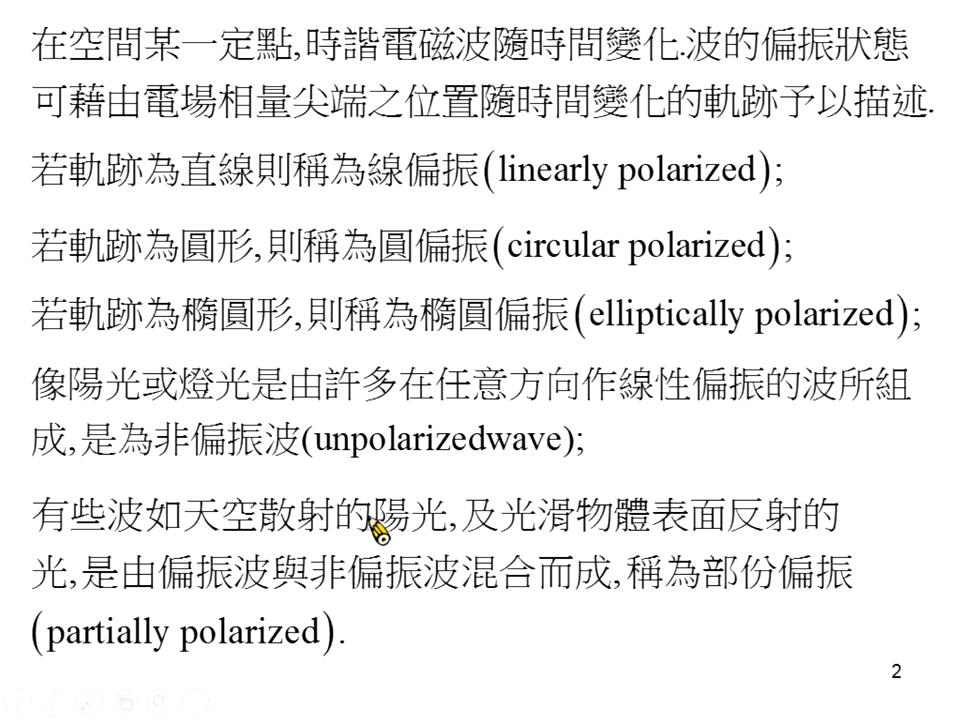 在空間某一定點,時諧電磁波隨時間變化.波的偏振狀態
可藉由電場相量尖端之位置隨時間變化的軌跡予以描述.
若軌跡為直線則稱為線偏振(linearly polarized);
若軌跡為圓形,則稱為圓偏振(circular polarized);
若軌跡為橢圓形,則稱為橢圓偏振(elliptically polarized);
像陽光或燈光是由許多在任意方向作線性偏振的波所組
成,是為非偏振波(unpolarizedwave);
有些波如天空散射的陽光,及光滑物體表面反射的
光,是由偏振波與非偏振波混合而成,稱為部份偏振
(partially polarized).
2